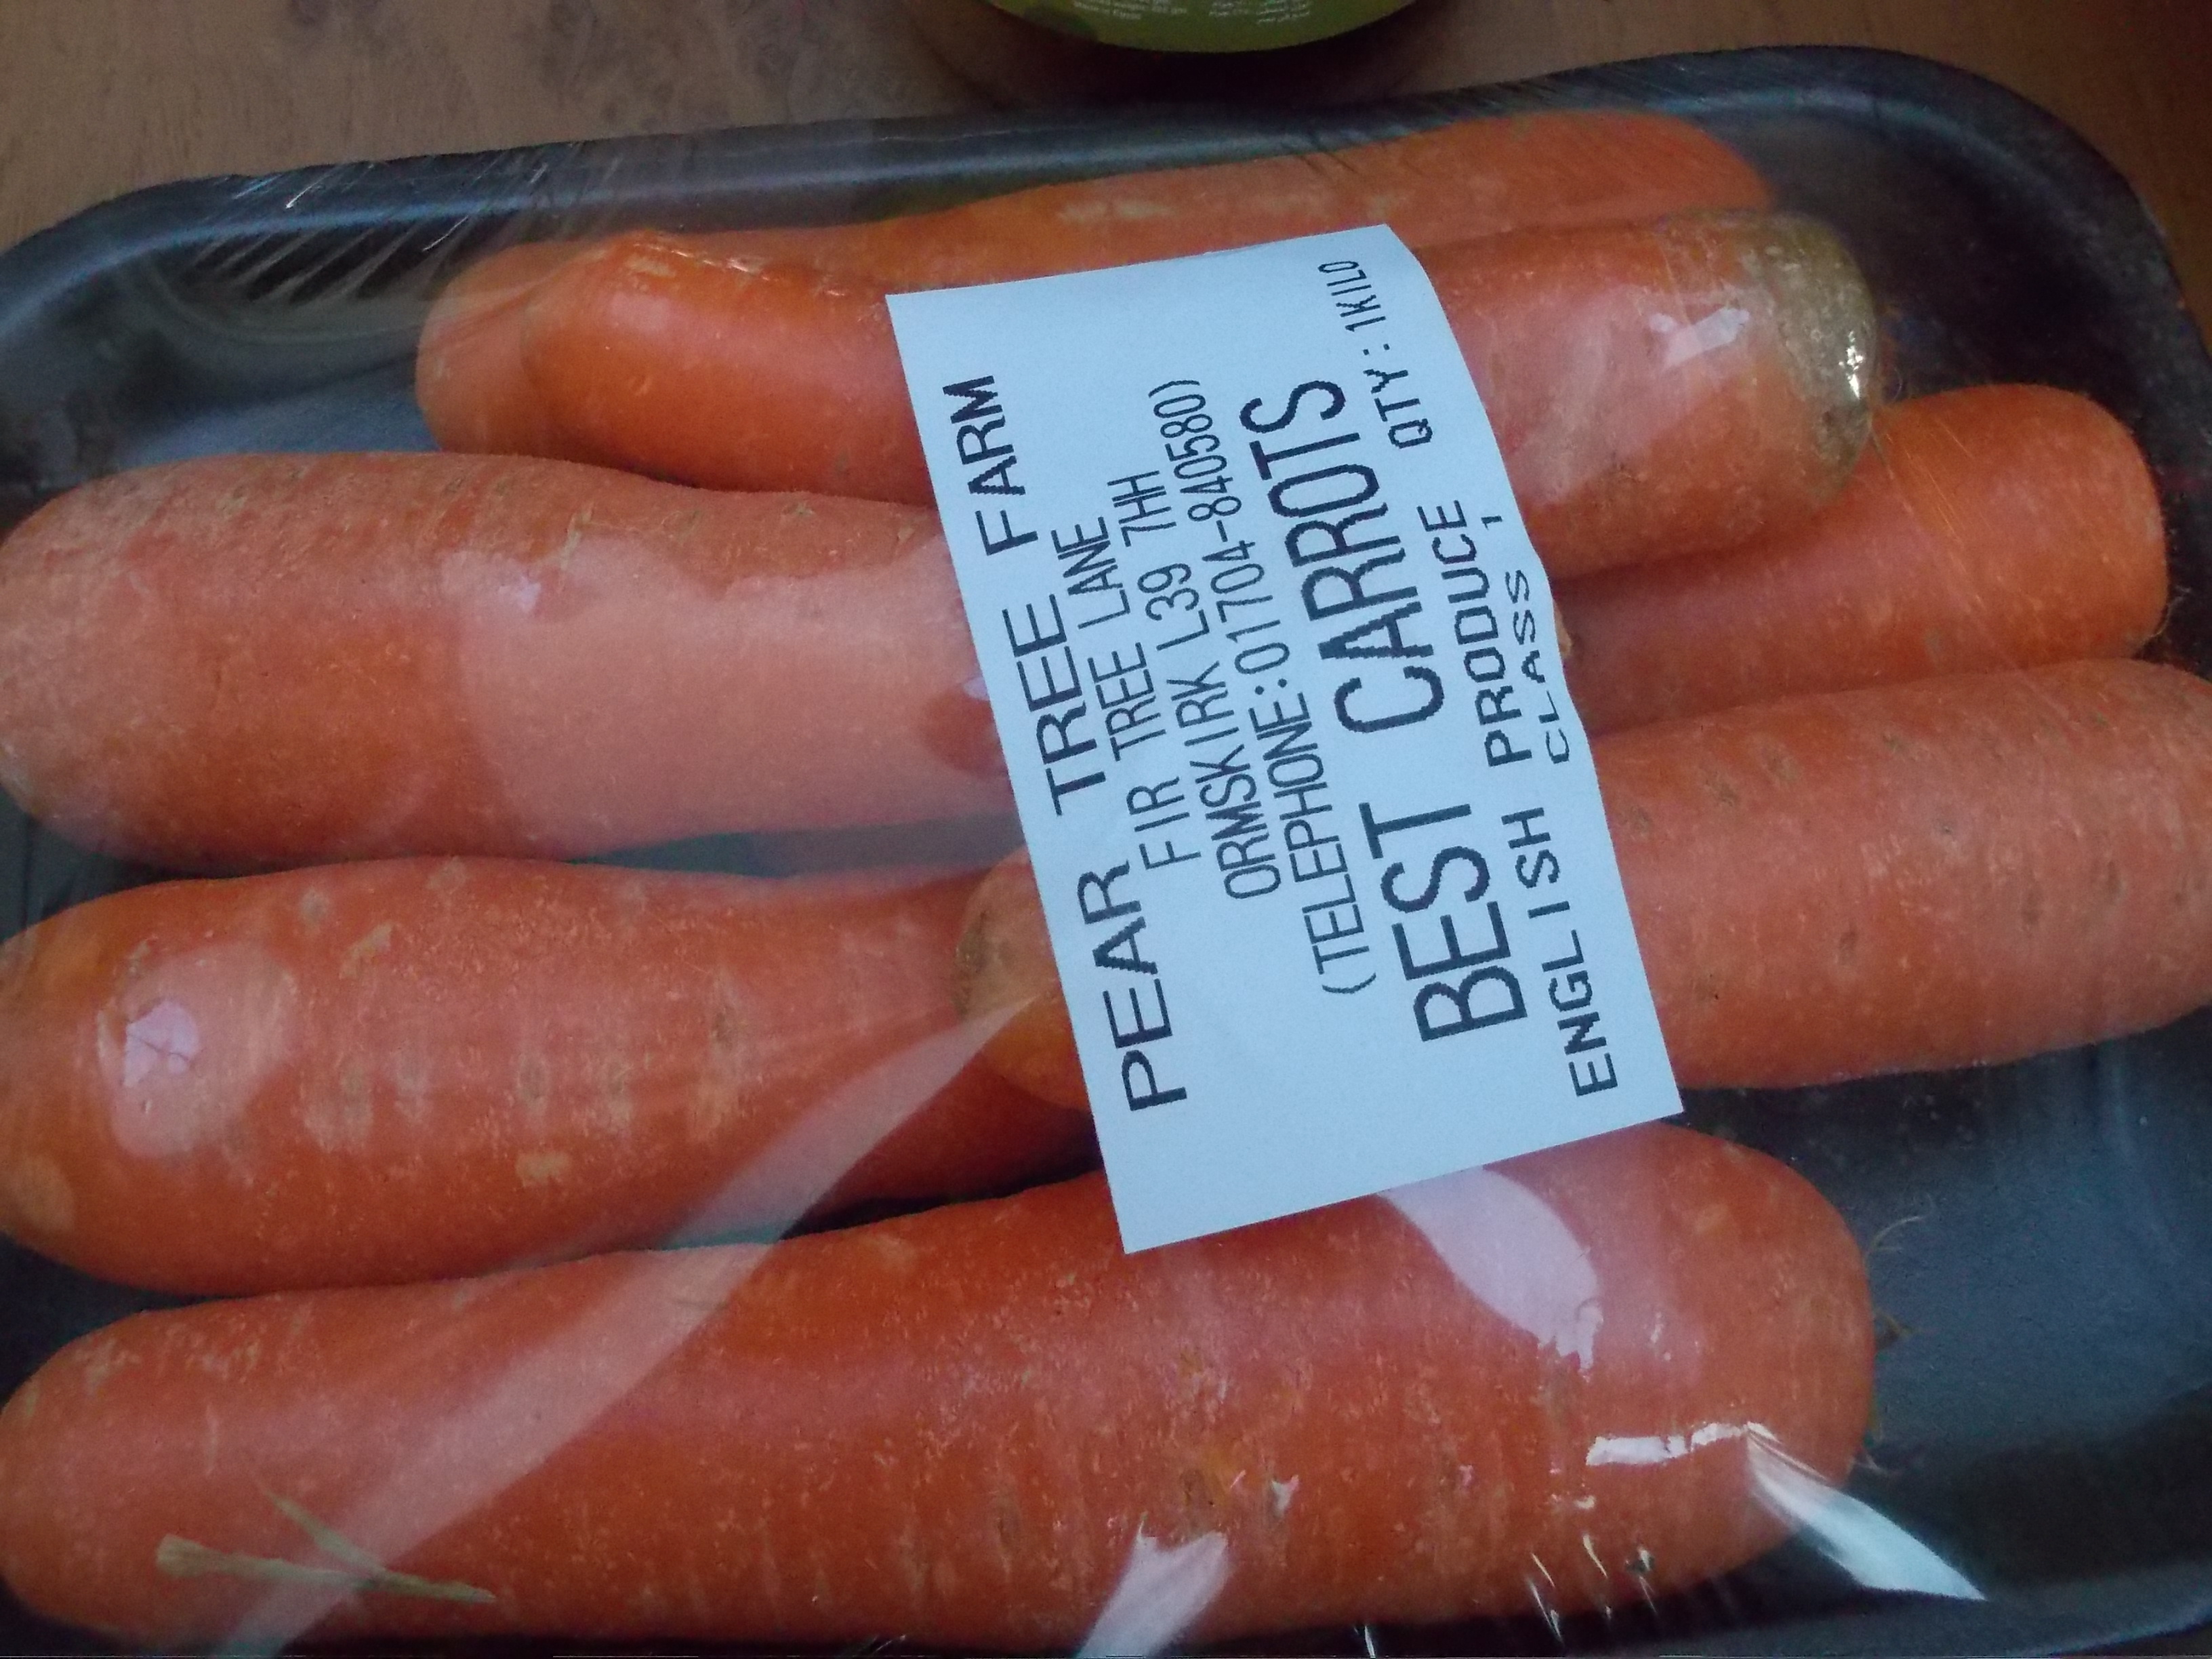 PEAR TREE FARM
FIR TREE LANE
ORMSKIRK L39 7HH
(TELEPHONE:01704-840580)
BEST CARROTS
ENGLISH PRODUCE QTY:1KILO
CLASS 1